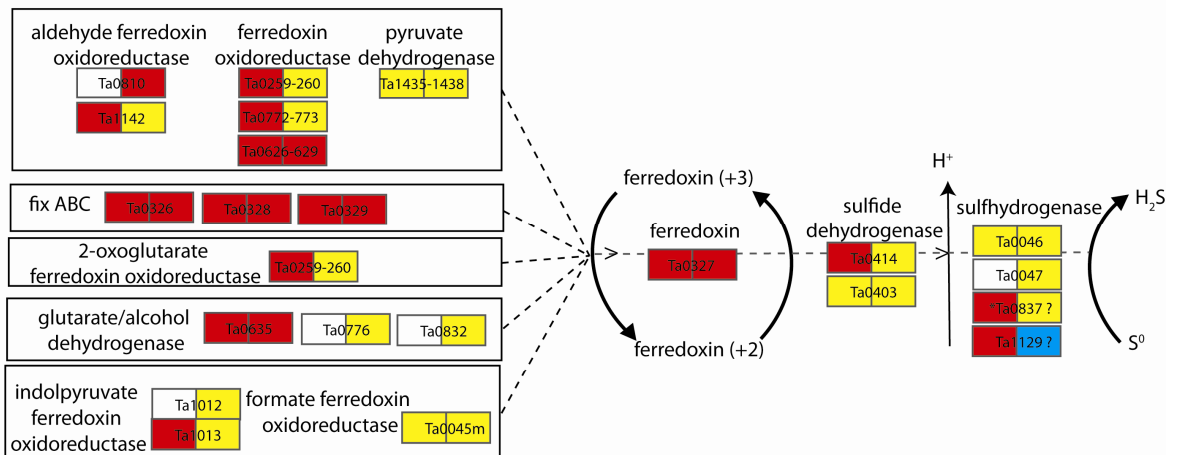 aldehyde ferredoxin
oxidoreductase
Ta0810
Ta1142
ferredoxin
oxidoreductase
Ta0259-260
Ta0772-773
Ta0626-629
pyruvate
dehydrogenase
Ta1435-1438
fix ABC
Ta0326
Ta0328
Ta0329
2-oxoglutarate
ferredoxin oxidoreductase
Ta0259-260
glutarate/alcohol
dehydrogenase
Ta0635
Ta0776
Ta0832
indolpyruvate
ferredoxin
oxidoreductase
Ta1012
Ta1013
formate ferredoxin
oxidoreductase
Ta0045m
ferredoxin (+3)
ferredoxin
Ta0327
ferredoxin (+2)
sulfide
dehydrogenase
Ta0414
Ta0403
H⁺
sulfhydrogenase
Ta0046
Ta0047
*Ta0837 ?
Ta1129 ?
H₂S
S⁰